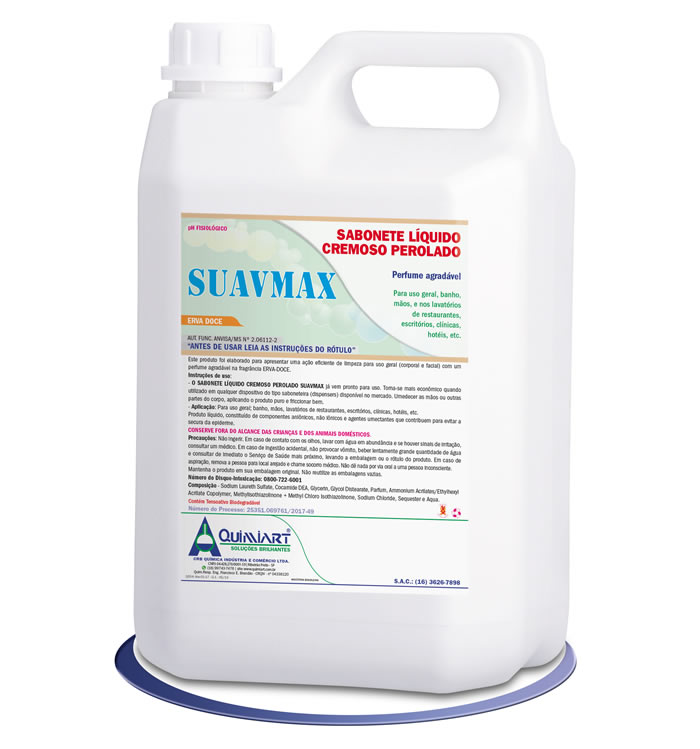 pH FISIOLÓGICO
SABONETE LÍQUIDO
CREMOSO PEROLADO
SUAVMAX
Perfume agradável
Para uso geral, banho,
mãos, e nos lavatórios
de restaurantes,
escritórios, clínicas,
hotéis, etc.
ERVA DOCE
AUT. FUNC. ANVISA/MS Nº 2.06112-2
“ANTES DE USAR LEIA AS INSTRUÇÕES DO RÓTULO”
Este produto foi elaborado para apresentar uma ação eficiente de limpeza para uso geral (corporal e facial) com um
perfume agradável na fragrância ERVA-DOCE.
Instruções de uso:
- O SABONETE LÍQUIDO CREMOSO PEROLADO SUAVMAX já vem pronto para uso. Torna-se mais econômico quando
utilizado em qualquer dispositivo do tipo saboneteira (dispensers) disponível no mercado. Umedecer as mãos ou outras
partes do corpo, aplicando o produto puro e friccionar bem.
- Aplicação: Para uso geral; banho, mãos, lavatórios de restaurantes, escritórios, clínicas, hotéis, etc.
Produto líquido, constituído de componentes aniônicos, não iônicos e agentes umectantes que contribuem para evitar a
secura da epiderme.
CONSERVE FORA DO ALCANCE DAS CRIANÇAS E DOS ANIMAIS DOMÉSTICOS.
Precauções: Não ingerir. Em caso de contato com os olhos, lavar com água em abundância e se houver sinais de irritação,
consultar um médico. Em caso de ingestão acidental, não provocar vômito, beber lentamente grande quantidade de água
e consultar de imediato o Serviço de Saúde mais próximo, levando a embalagem ou o rótulo do produto. Em caso de
aspiração, remova a pessoa para local arejado e chame socorro médico. Não dê nada por via oral a uma pessoa inconsciente.
Mantenha o produto em sua embalagem original. Não reutilize as embalagens vazias.
Número do Disque-Intoxicação: 0800-722-6001
Composição - Sodium Laureth Sulfate, Cocamide DEA, Glycerin, Glycol Distearate, Parfum, Ammonium Acrilates/Ethylhexyl
Acrilate Copolymer, Methylisothiazolinone + Methyl Chloro Isothiazolinone, Sodium Chloride, Sequester e Aqua.
Contém Tensoativo Biodegradável
Número do Processo: 25351.069761/2017-49
QUIMIART
SOLUÇÕES BRILHANTES
CRB QUÍMICA INDÚSTRIA E COMÉRCIO LTDA.
S.A.C.: (16) 3626-7898
INDÚSTRIA BRASILEIRA